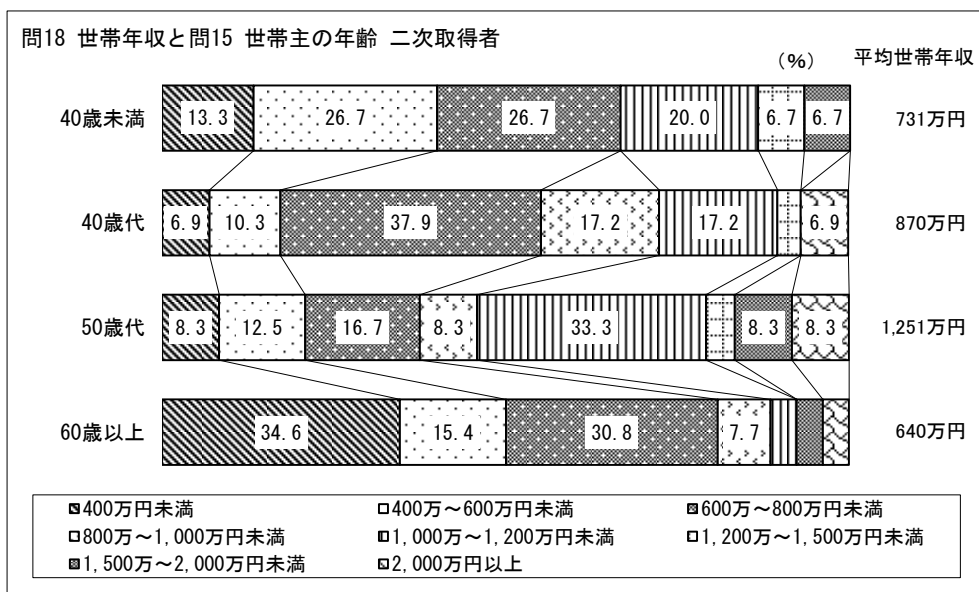 問18 世帯年収と問15 世帯主の年齢 二次取得者
(%) 平均世帯年収
40歳未満 13.3 26.7 26.7 20.0 6.7 6.7 731万円
40歳代 6.9 10.3 37.9 17.2 17.2 6.9 870万円
50歳代 8.3 12.5 16.7 8.3 33.3 8.3 8.3 1,251万円
60歳以上 34.6 15.4 30.8 7.7 640万円
400万円未満 400万～600万円未満 600万～800万円未満
800万～1,000万円未満 1,000万～1,200万円未満 1,200万～1,500万円未満
1,500万～2,000万円未満 2,000万円以上